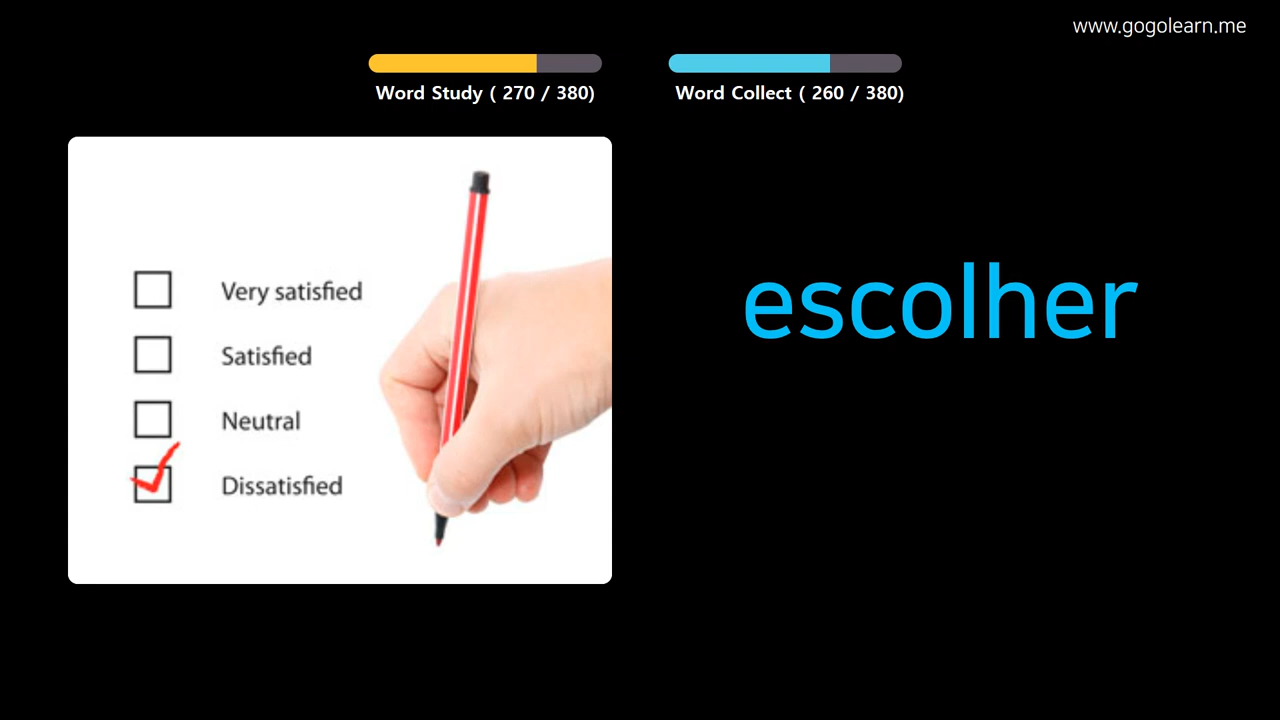 www.gogolearn.me
Word Study ( 270 / 380)
Word Collect ( 260 / 380)
Very satisfied
Satisfied
Neutral
Dissatisfied
escolher